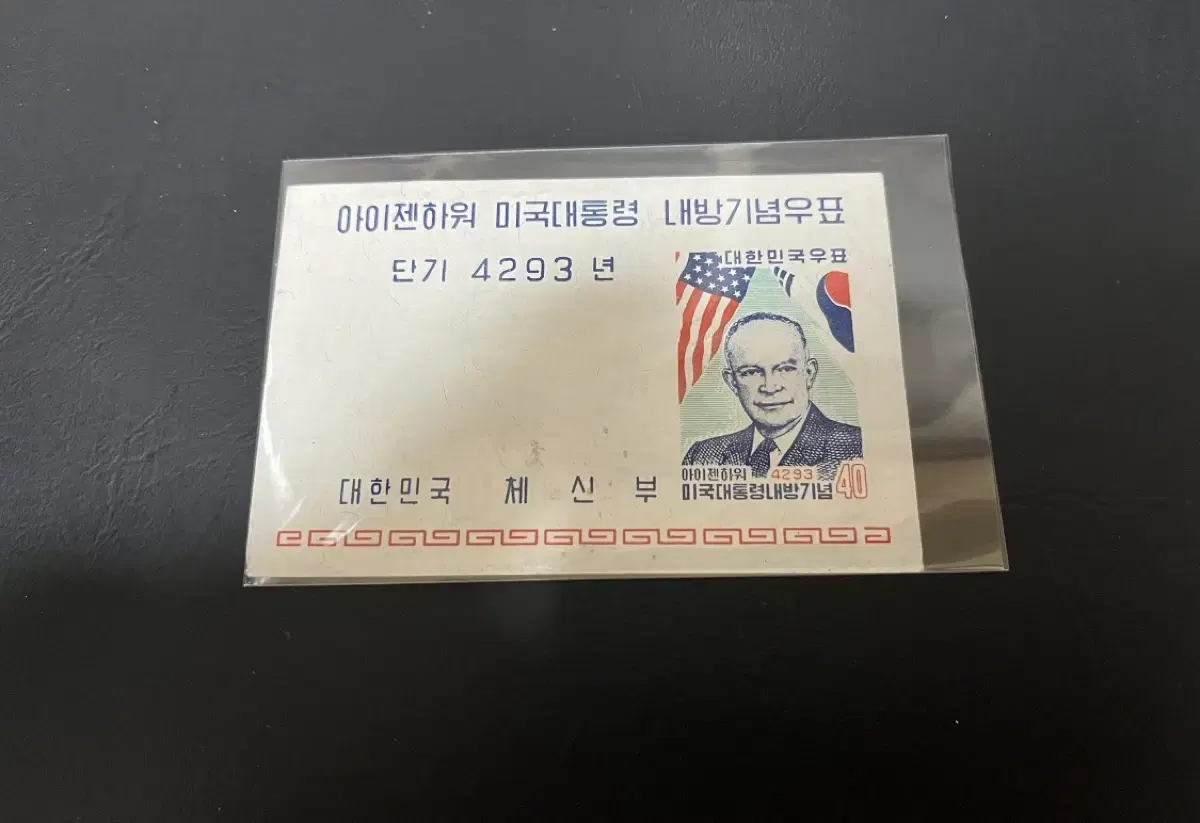 아이젠하워 미국대통령 내방기념우표
단기 4293 년
대한민국우표
아이젠하워 4293
미국대통령내방기념 40
대한민국 체 신 부